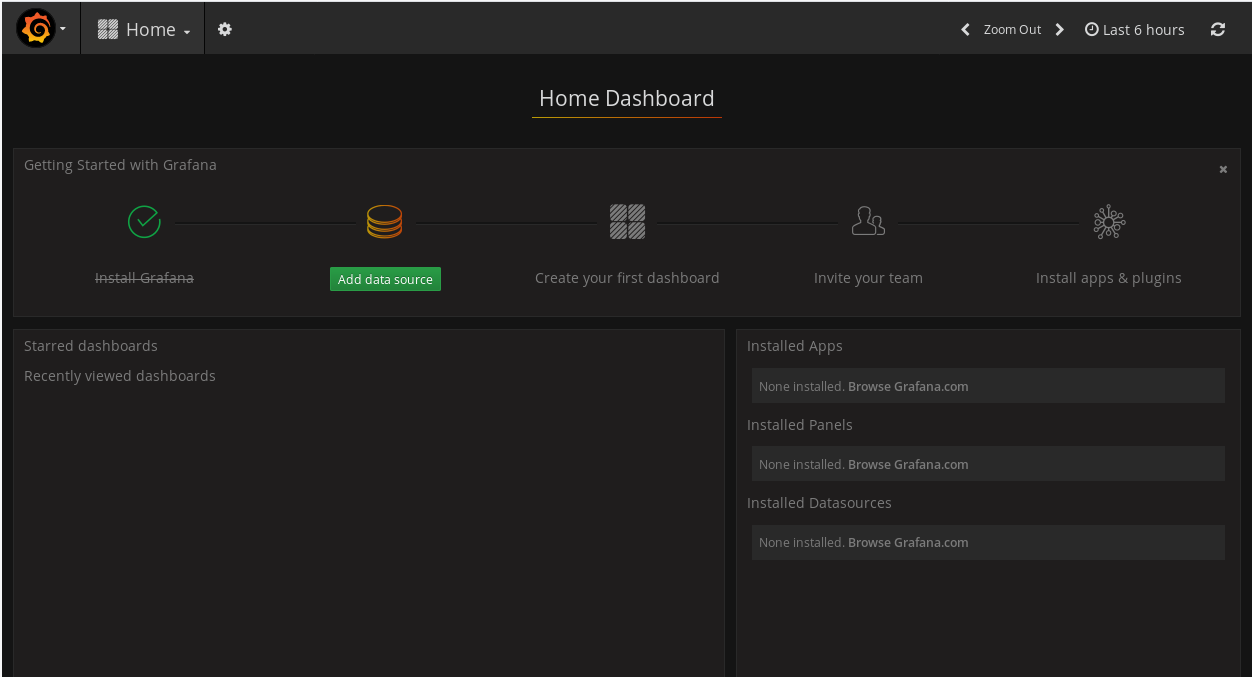 Home
Zoom Out
Last 6 hours
Home Dashboard
Getting Started with Grafana
Install Grafana
Add data source
Create your first dashboard
Invite your team
Install apps & plugins
Starred dashboards
Recently viewed dashboards
Installed Apps
None installed. Browse Grafana.com
Installed Panels
None installed. Browse Grafana.com
Installed Datasources
None installed. Browse Grafana.com